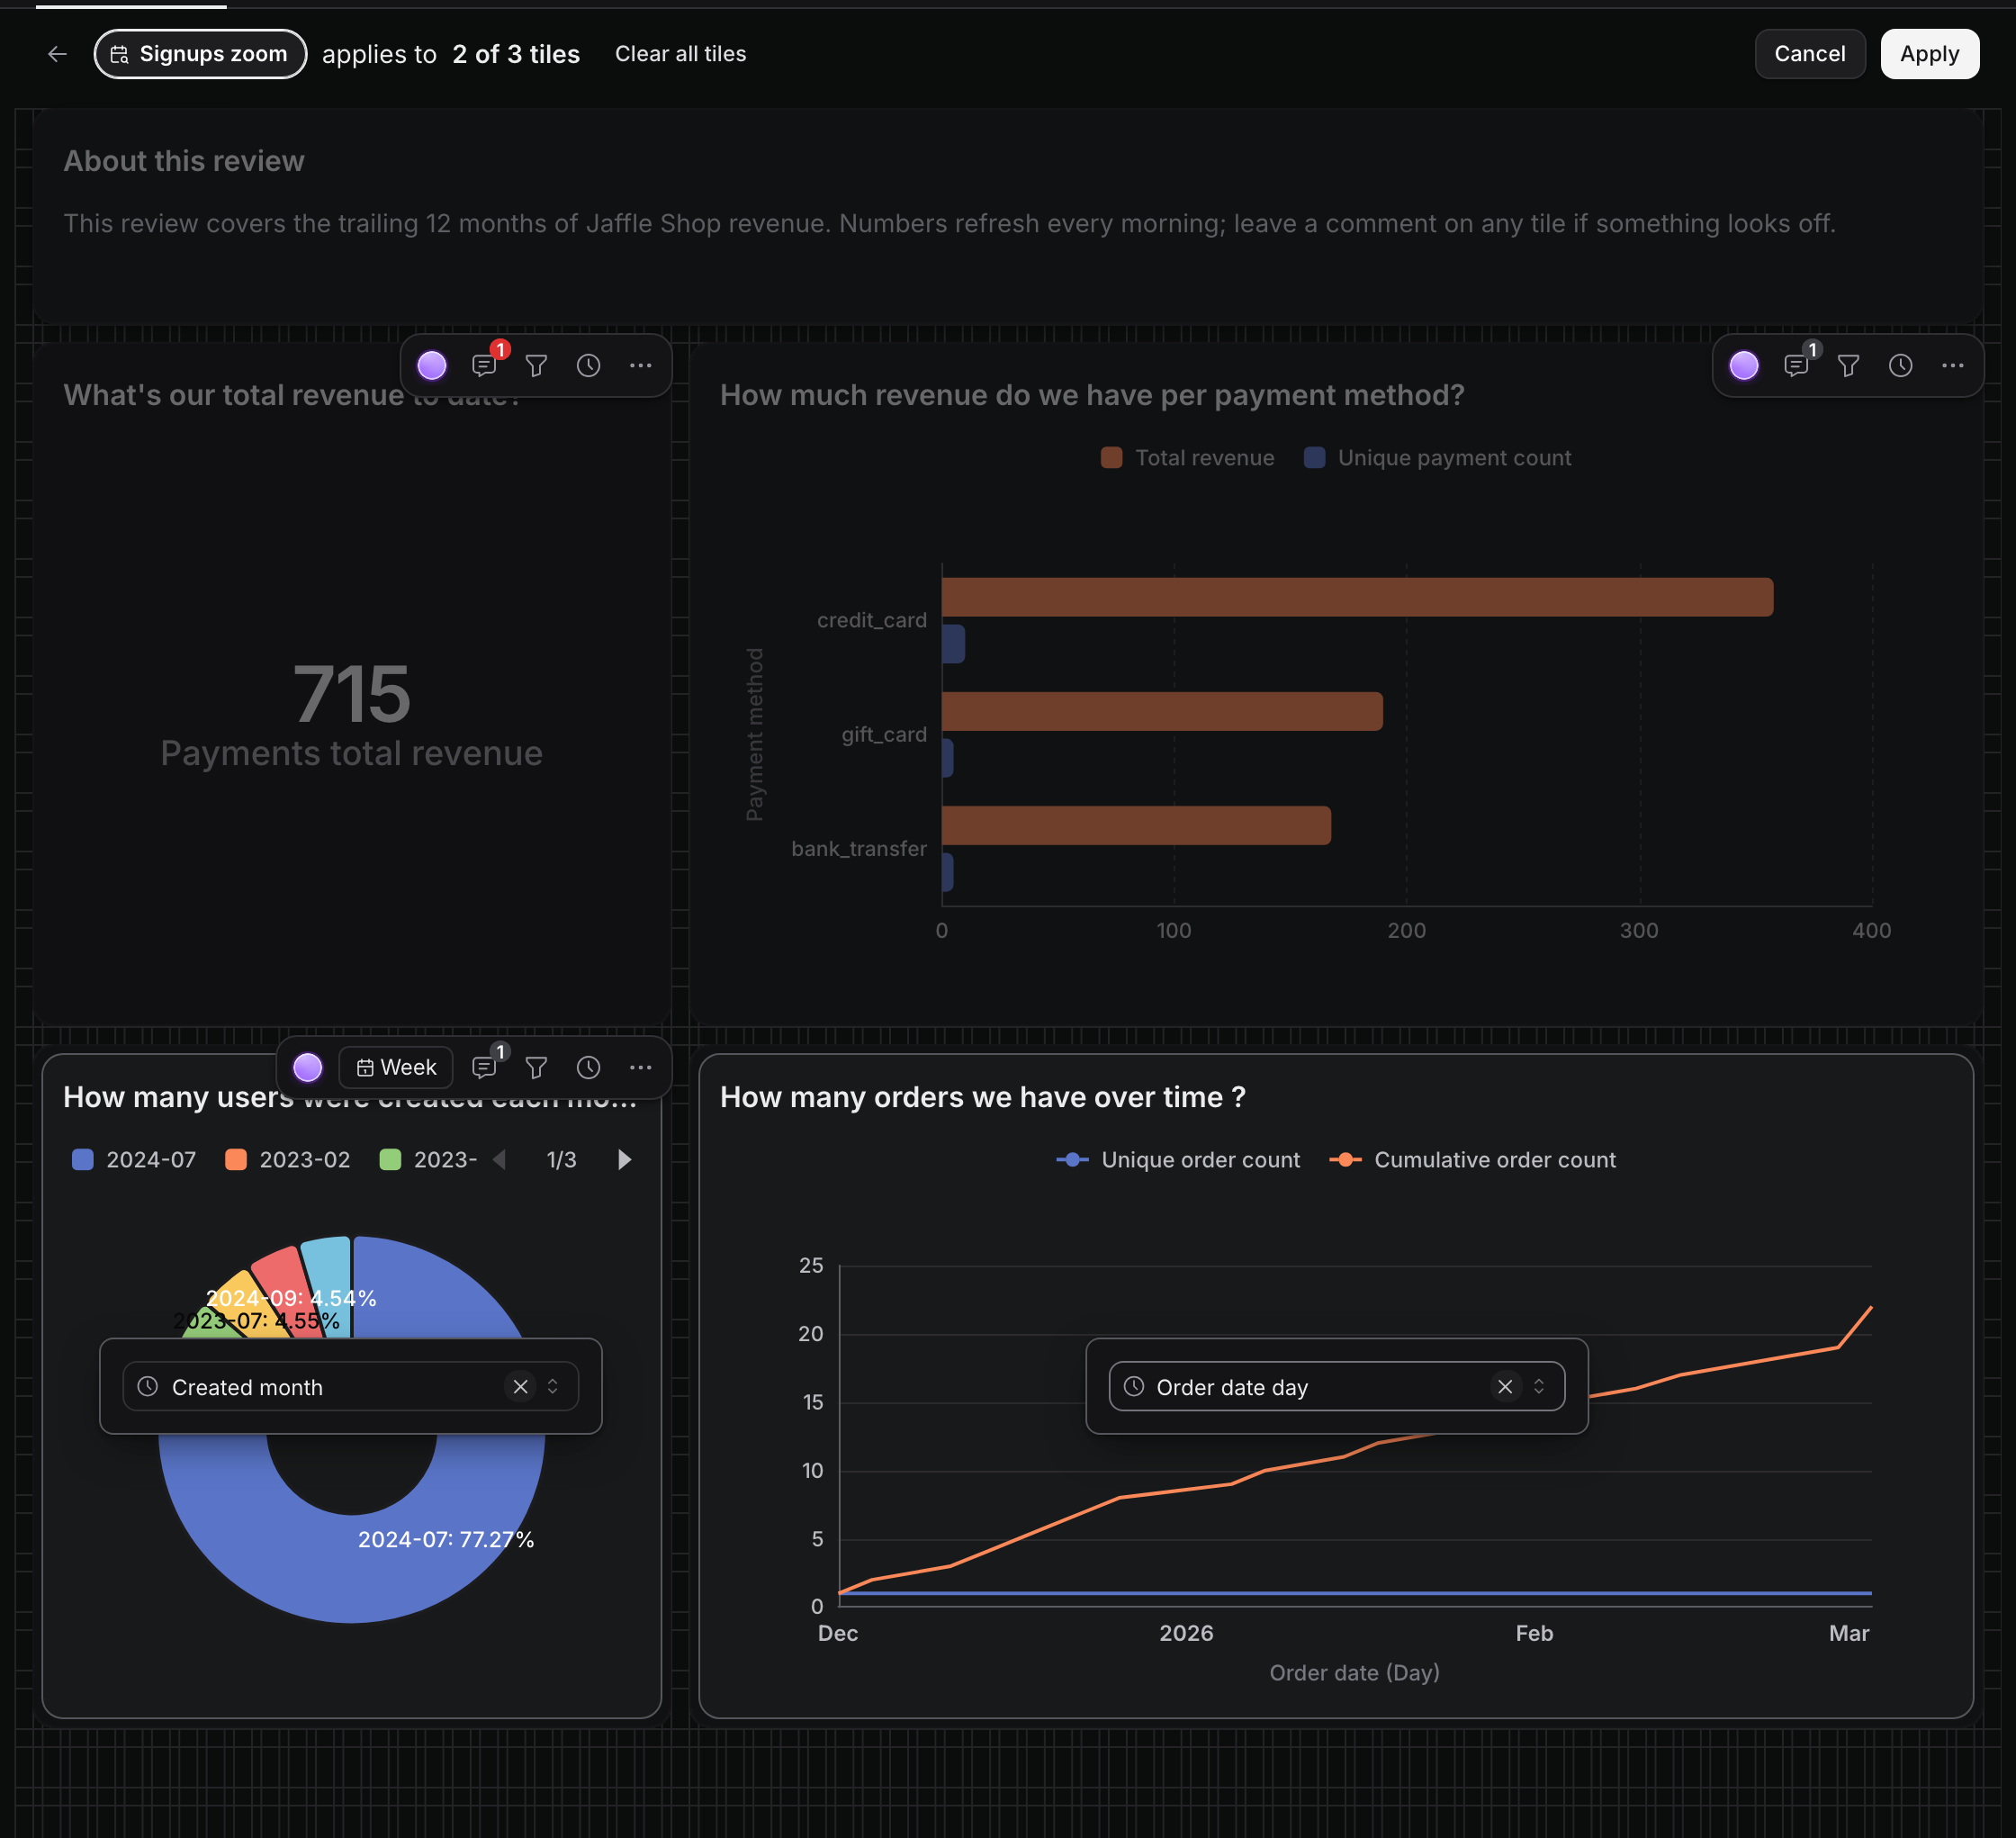 Signups zoom applies to 2 of 3 tiles Clear all tiles Cancel Apply
About this review
This review covers the trailing 12 months of Jaffle Shop revenue. Numbers refresh every morning; leave a comment on any tile if something looks off.
1
What's our total revenue to date?
715
Payments total revenue
1
How much revenue do we have per payment method?
Total revenue Unique payment count
Payment method
credit_card
gift_card
bank_transfer
0 100 200 300 400
Week 1
How many users were created each mo...
2024-07 2023-02 2023- 1/3
2024-09: 4.54%
2023-07: 4.55%
Created month
2024-07: 77.27%
How many orders we have over time ?
Unique order count Cumulative order count
25
20
15
10
5
0
Order date day
Dec 2026 Feb Mar
Order date (Day)